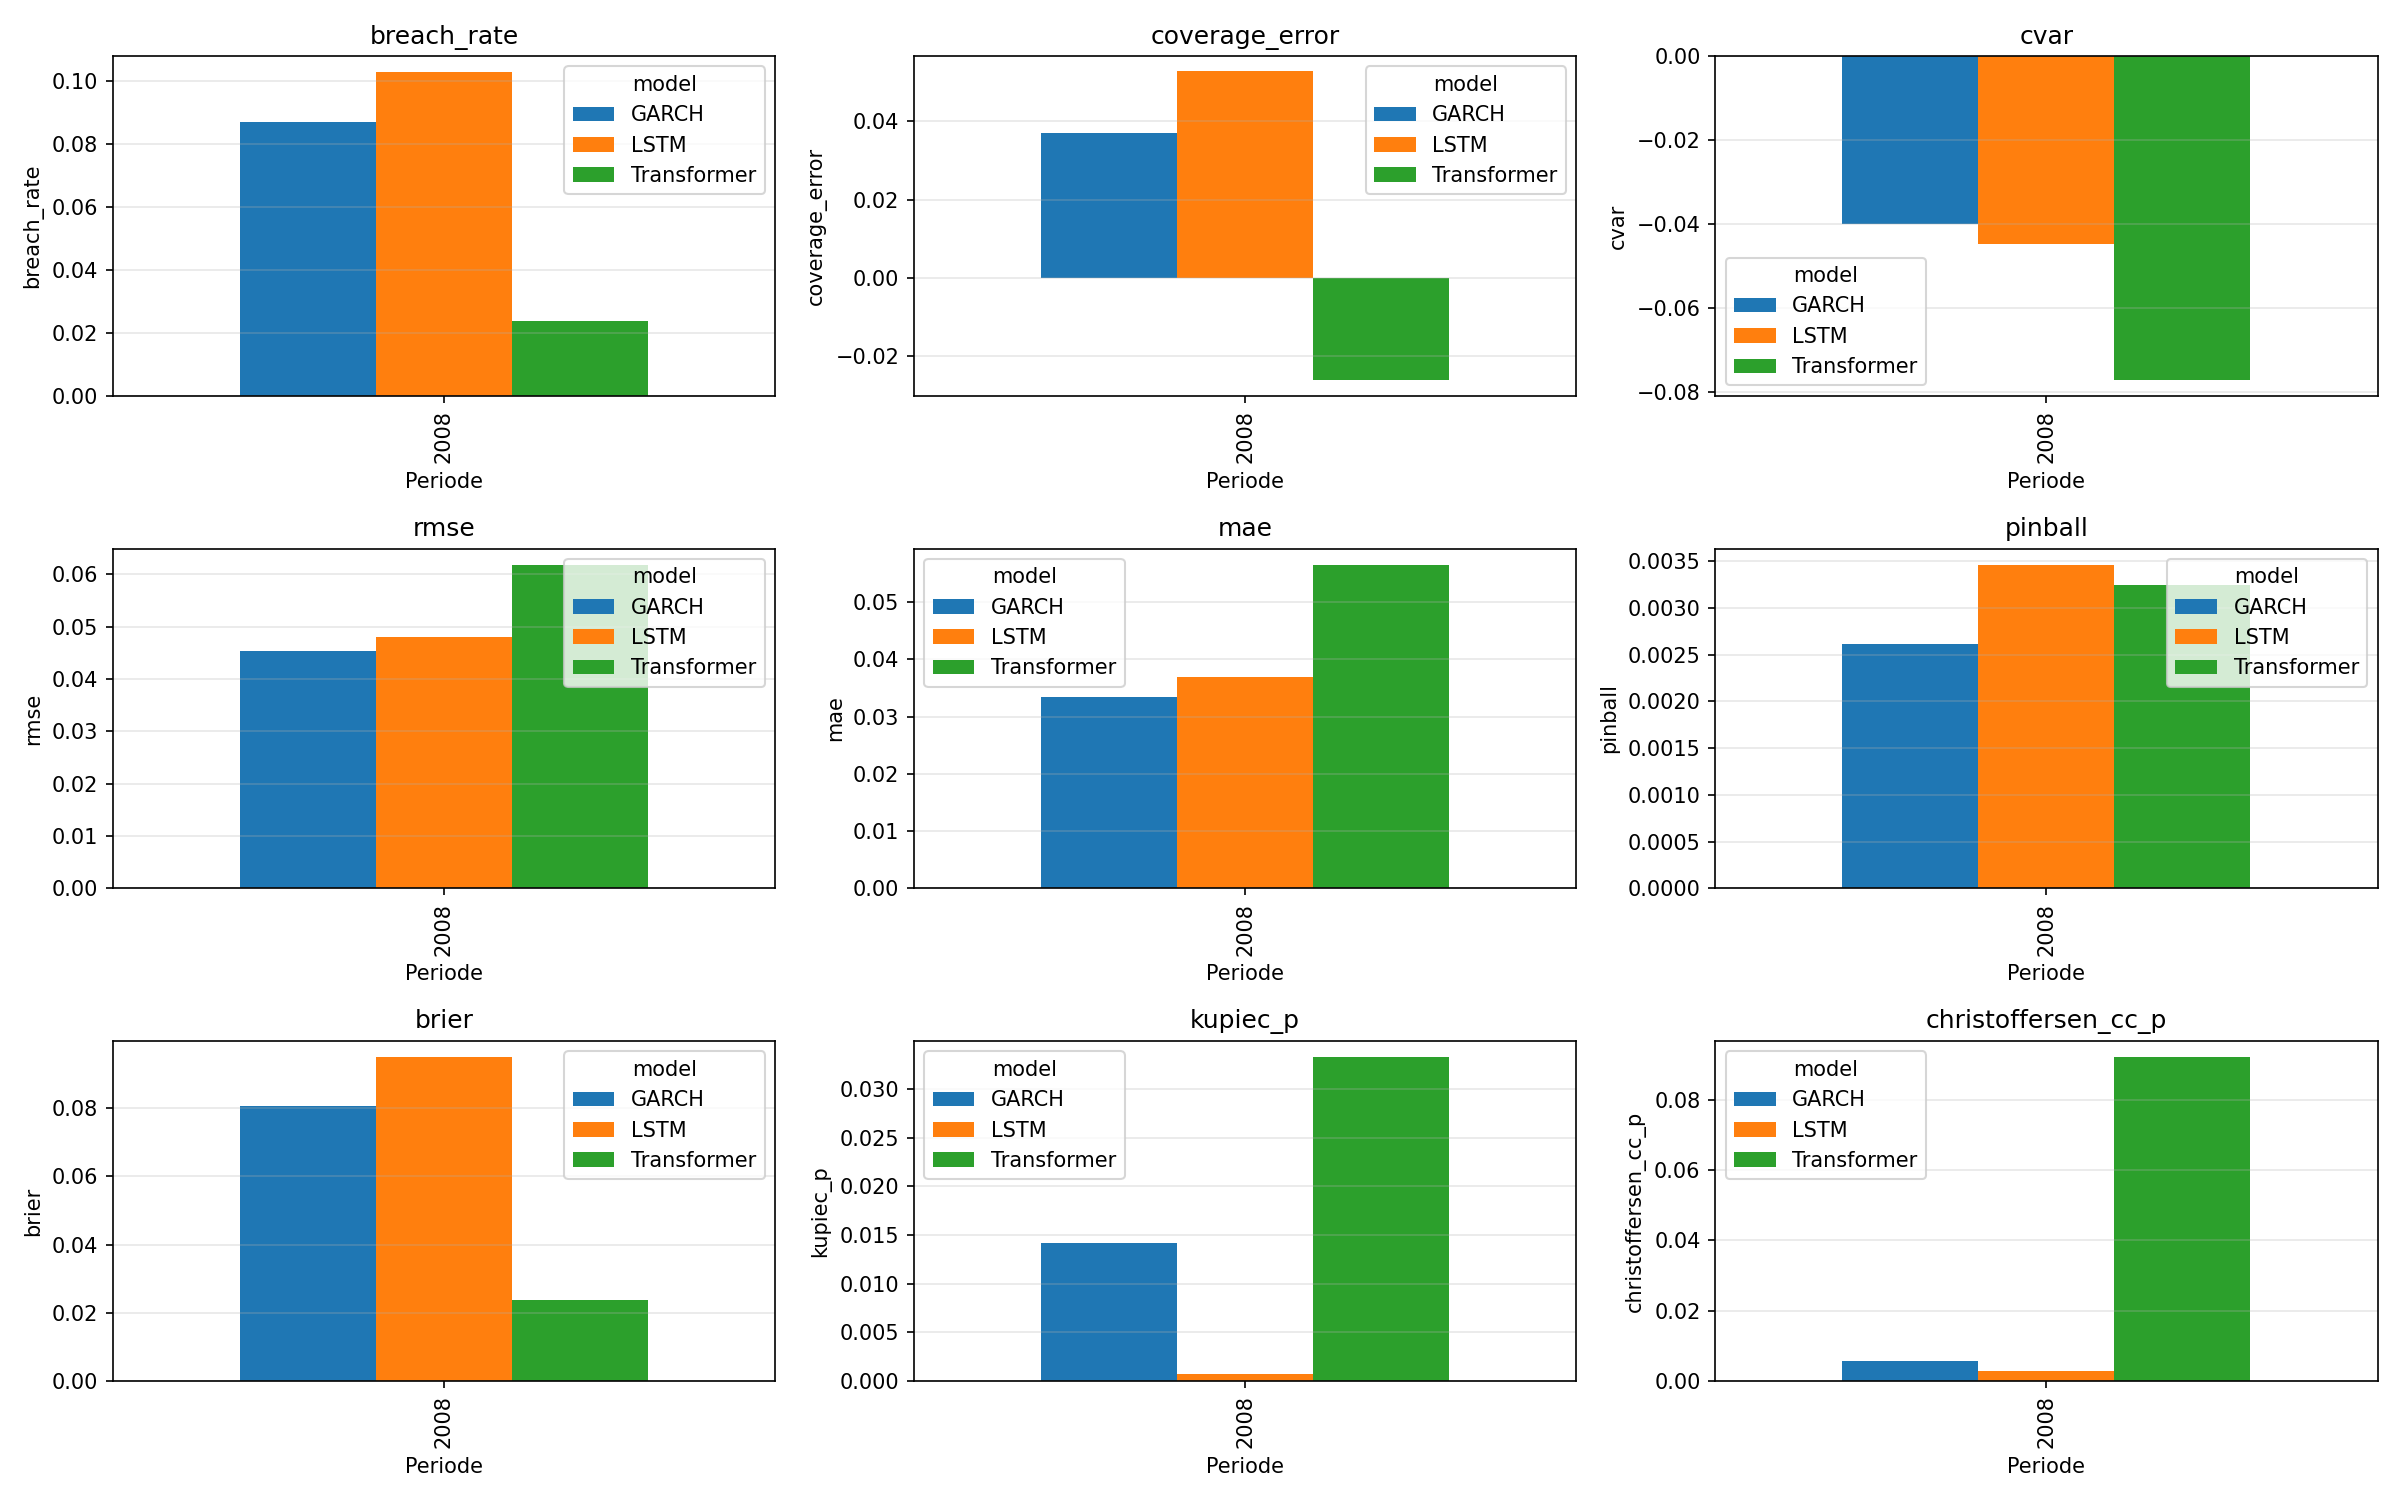 breach_rate
breach_rate
0.10
0.08
0.06
0.04
0.02
0.00
model
GARCH
LSTM
Transformer
2008
Periode
coverage_error
coverage_error
0.04
0.02
0.00
−0.02
model
GARCH
LSTM
Transformer
2008
Periode
cvar
cvar
0.00
−0.02
−0.04
−0.06
−0.08
model
GARCH
LSTM
Transformer
2008
Periode
rmse
rmse
0.06
0.05
0.04
0.03
0.02
0.01
0.00
model
GARCH
LSTM
Transformer
2008
Periode
mae
mae
0.05
0.04
0.03
0.02
0.01
0.00
model
GARCH
LSTM
Transformer
2008
Periode
pinball
pinball
0.0035
0.0030
0.0025
0.0020
0.0015
0.0010
0.0005
0.0000
model
GARCH
LSTM
Transformer
2008
Periode
brier
brier
0.08
0.06
0.04
0.02
0.00
model
GARCH
LSTM
Transformer
2008
Periode
kupiec_p
kupiec_p
0.030
0.025
0.020
0.015
0.010
0.005
0.000
model
GARCH
LSTM
Transformer
2008
Periode
christoffersen_cc_p
christoffersen_cc_p
0.08
0.06
0.04
0.02
0.00
model
GARCH
LSTM
Transformer
2008
Periode